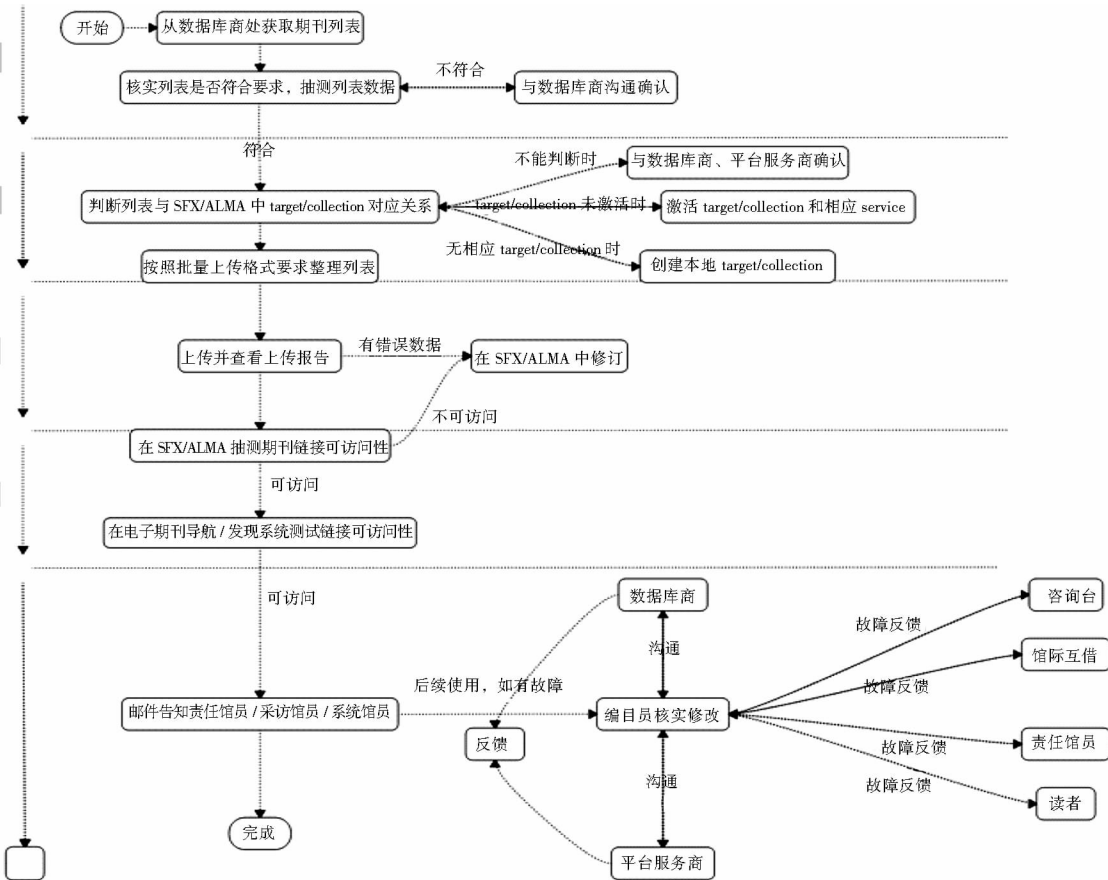 开始
从数据库商处获取期刊列表
不符合
核实列表是否符合要求，抽测列表数据
与数据库商沟通确认
符合
不能判断时
与数据库商、平台服务商确认
判断列表与 SFX/ALMA 中 target/collection 对应关系
target/collection 未激活时
激活 target/collection 和相应 service
无相应 target/collection 时
按照批量上传格式要求整理列表
创建本地 target/collection
有错误数据
上传并查看上传报告
在 SFX/ALMA 中修订
不可访问
在 SFX/ALMA 抽测期刊链接可访问性
可访问
在电子期刊导航 / 发现系统测试链接可访问性
可访问
数据库商
咨询台
故障反馈
沟通
馆际互借
后续使用，如有故障
故障反馈
邮件告知责任馆员 / 采访馆员 / 系统馆员
编目员核实修改
反馈
故障反馈
责任馆员
沟通
故障反馈
读者
完成
平台服务商